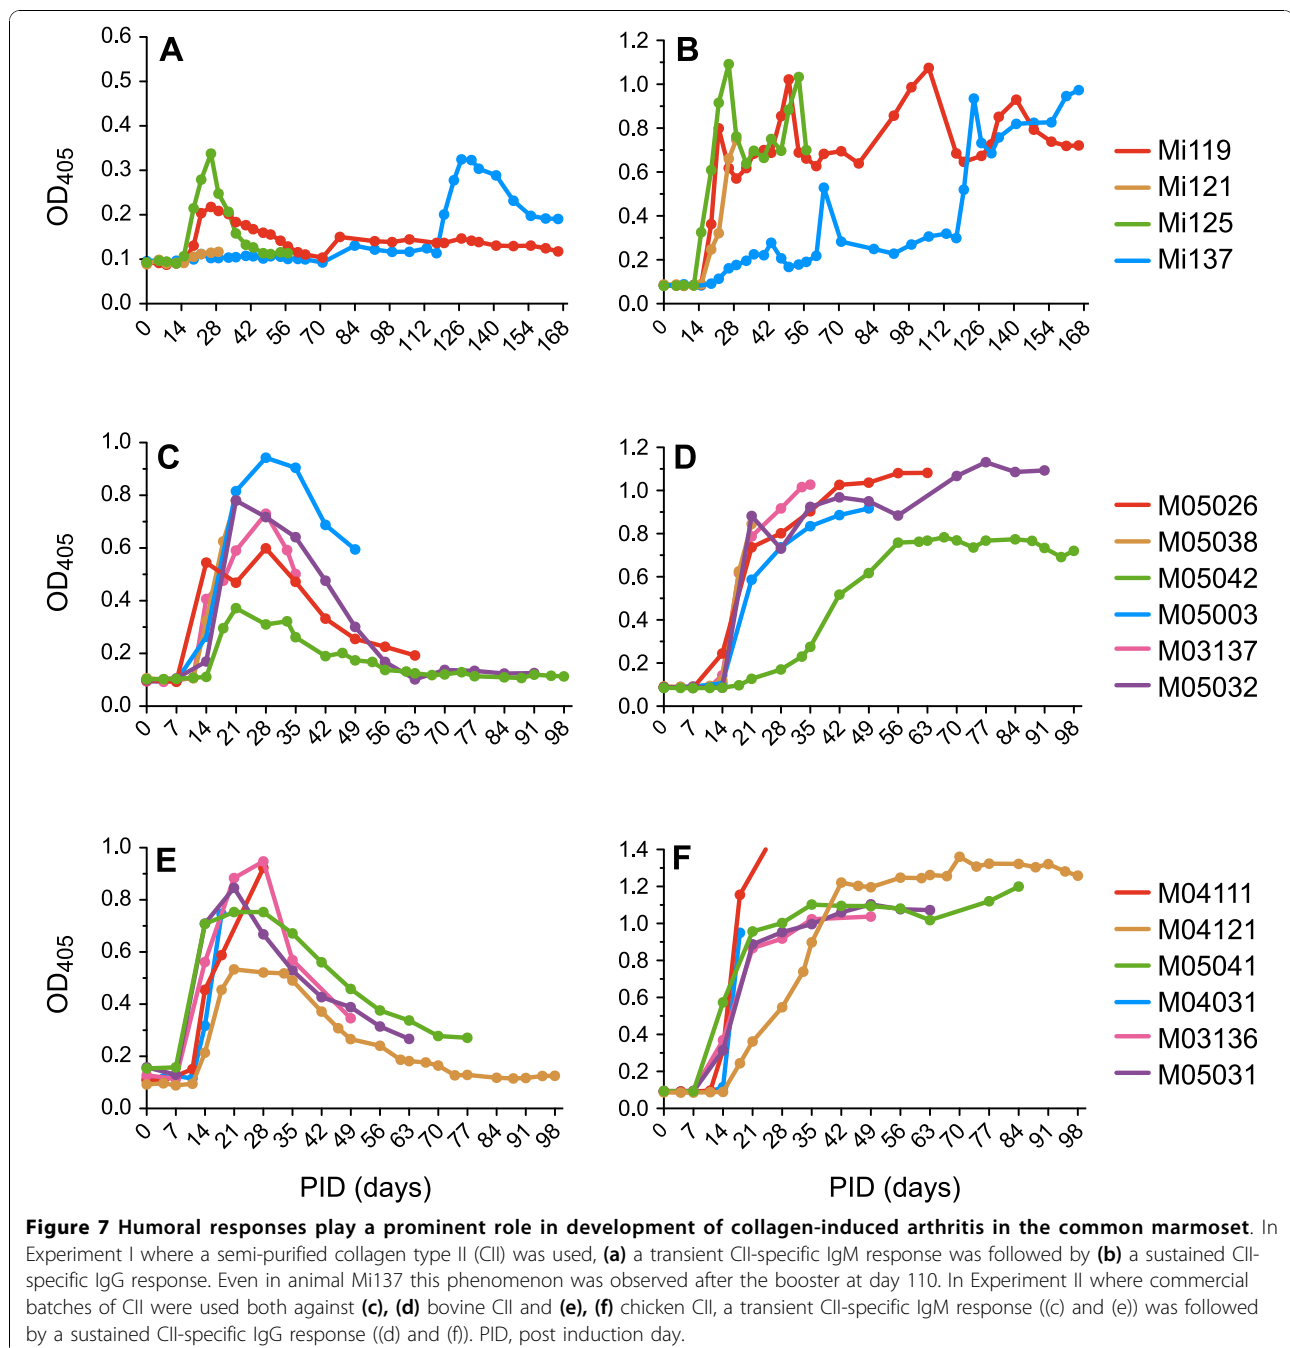 A
0.6
0.5
0.4
0.3
0.2
0.1
0.0
OD405
0 14 28 42 56 70 84 98 112 126 140 154 168
B
1.2
1.0
0.8
0.6
0.4
0.2
0.0
0 14 28 42 56 70 84 98 112 126 140 154 168
Mi119
Mi121
Mi125
Mi137
C
1.0
0.8
0.6
0.4
0.2
0.0
OD405
0 7 14 21 28 35 42 49 56 63 70 77 84 91 98
D
1.2
1.0
0.8
0.6
0.4
0.2
0.0
0 7 14 21 28 35 42 49 56 63 70 77 84 91 98
M05026
M05038
M05042
M05003
M03137
M05032
E
1.0
0.8
0.6
0.4
0.2
0.0
OD405
0 7 14 21 28 35 42 49 56 63 70 77 84 91 98
PID (days)
F
1.4
1.2
1.0
0.8
0.6
0.4
0.2
0.0
0 7 14 21 28 35 42 49 56 63 70 77 84 91 98
PID (days)
M04111
M04121
M05041
M04031
M03136
M05031
Figure 7 Humoral responses play a prominent role in development of collagen-induced arthritis in the common marmoset. In
Experiment I where a semi-purified collagen type II (CII) was used, (a) a transient CII-specific IgM response was followed by (b) a sustained CII-
specific IgG response. Even in animal Mi137 this phenomenon was observed after the booster at day 110. In Experiment II where commercial
batches of CII were used both against (c), (d) bovine CII and (e), (f) chicken CII, a transient CII-specific IgM response ((c) and (e)) was followed
by a sustained CII-specific IgG response ((d) and (f)). PID, post induction day.